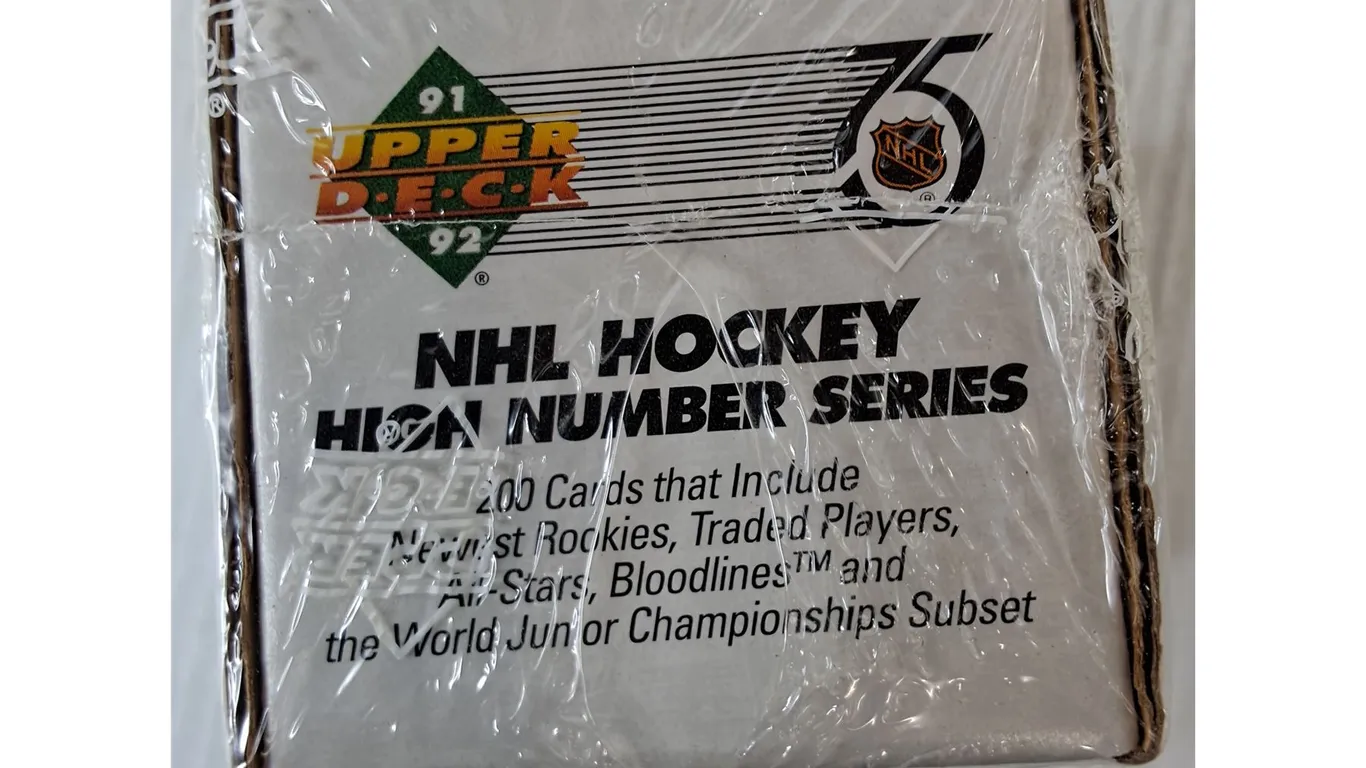 91
UPPER
D·E·C·K
92
®
75
NHL
®
NHL HOCKEY
HIGH NUMBER SERIES
200 Cards that Include
Newest Rookies, Traded Players,
All-Stars, Bloodlines™ and
the World Junior Championships Subset